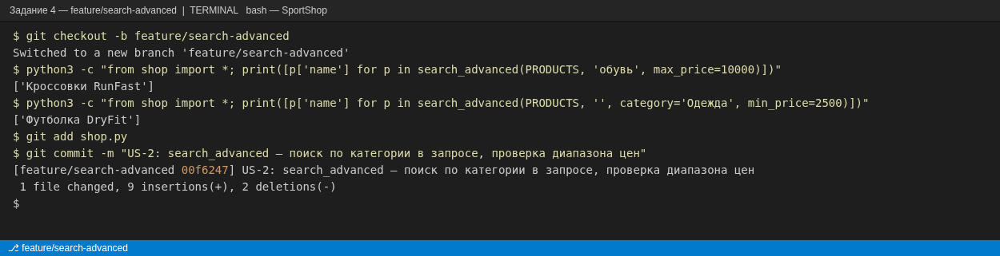 Задание 4 — feature/search-advanced | TERMINAL bash — SportShop
$ git checkout -b feature/search-advanced
Switched to a new branch 'feature/search-advanced'
$ python3 -c "from shop import *; print([p['name'] for p in search_advanced(PRODUCTS, 'обувь', max_price=10000)])"
['Кроссовки RunFast']
$ python3 -c "from shop import *; print([p['name'] for p in search_advanced(PRODUCTS, '', category='Одежда', min_price=2500)])"
['Футболка DryFit']
$ git add shop.py
$ git commit -m "US-2: search_advanced — поиск по категории в запросе, проверка диапазона цен"
[feature/search-advanced 00f6247] US-2: search_advanced — поиск по категории в запросе, проверка диапазона цен
 1 file changed, 9 insertions(+), 2 deletions(-)
$
⎇ feature/search-advanced